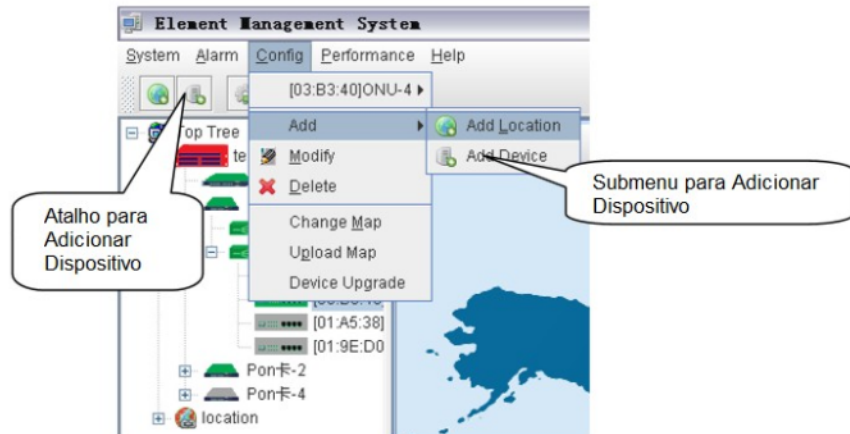 Element Management System
System Alarm Config Performance Help
[03:B3:40]ONU-4
Add
Add Location
Top Tree
te
Modify
Add Device
Delete
Submenu para Adicionar
Dispositivo
Atalho para
Adicionar
Dispositivo
Change Map
Upload Map
Device Upgrade
[01:A5:38]
[01:9E:D0
Pon卡-2
Pon卡-4
location